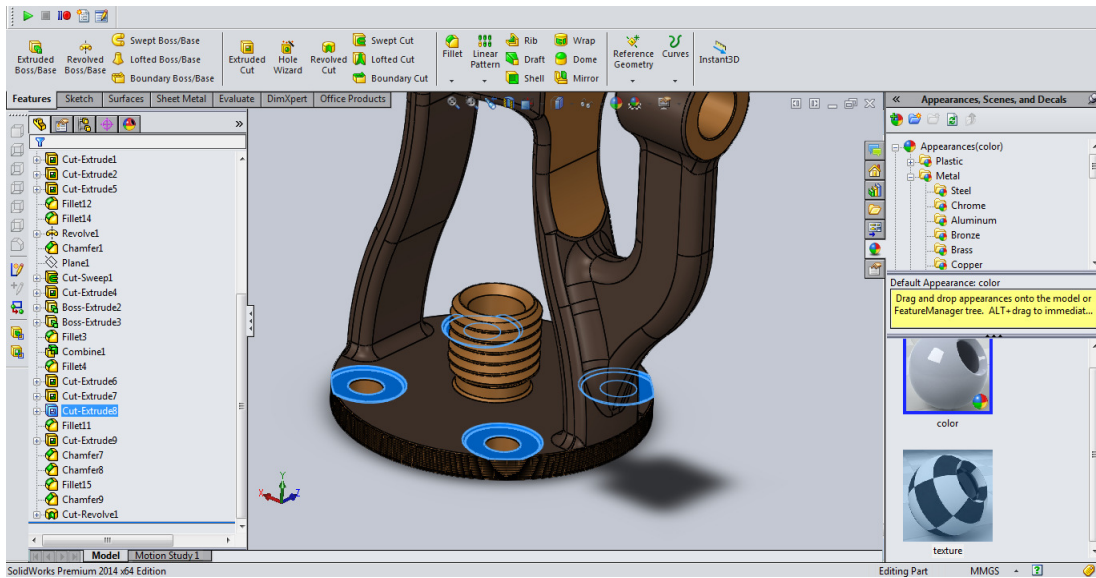 Extruded Boss/Base
Revolved Boss/Base
Swept Boss/Base
Lofted Boss/Base
Boundary Boss/Base
Extruded Cut
Hole Wizard
Revolved Cut
Swept Cut
Lofted Cut
Boundary Cut
Fillet
Linear Pattern
Rib
Draft
Shell
Wrap
Dome
Mirror
Reference Geometry
Curves
Instant3D
Features
Sketch
Surfaces
Sheet Metal
Evaluate
DimXpert
Office Products
Cut-Extrude1
Cut-Extrude2
Cut-Extrude5
Fillet12
Fillet14
Revolve1
Chamfer1
Plane1
Cut-Sweep1
Cut-Extrude4
Boss-Extrude2
Boss-Extrude3
Fillet3
Combine1
Fillet4
Cut-Extrude6
Cut-Extrude7
Cut-Extrude8
Fillet11
Cut-Extrude9
Chamfer7
Chamfer8
Fillet15
Chamfer9
Cut-Revolve1
Y
X
Z
Appearances, Scenes, and Decals
Appearances(color)
Plastic
Metal
Steel
Chrome
Aluminum
Bronze
Brass
Copper
Default Appearance: color
Drag and drop appearances onto the model or
FeatureManager tree. ALT+drag to immediat...
color
texture
Model
Motion Study 1
SolidWorks Premium 2014 x64 Edition
Editing Part
MMGS